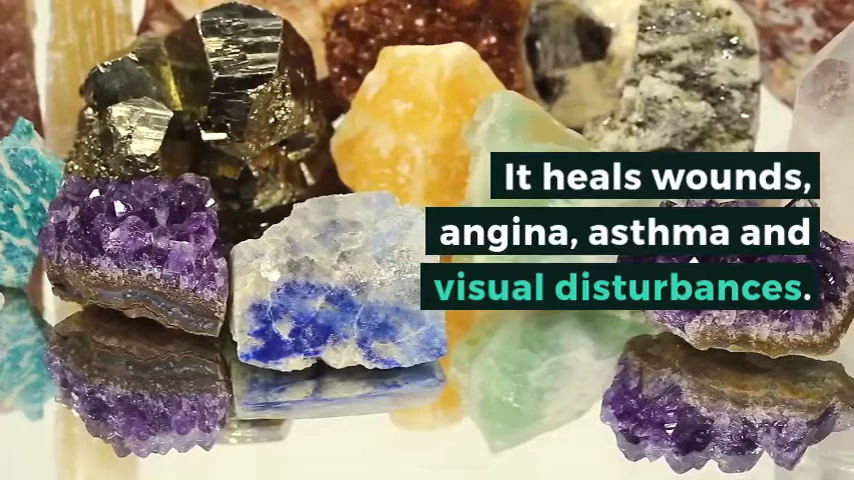 It heals wounds,
angina, asthma and
visual disturbances.